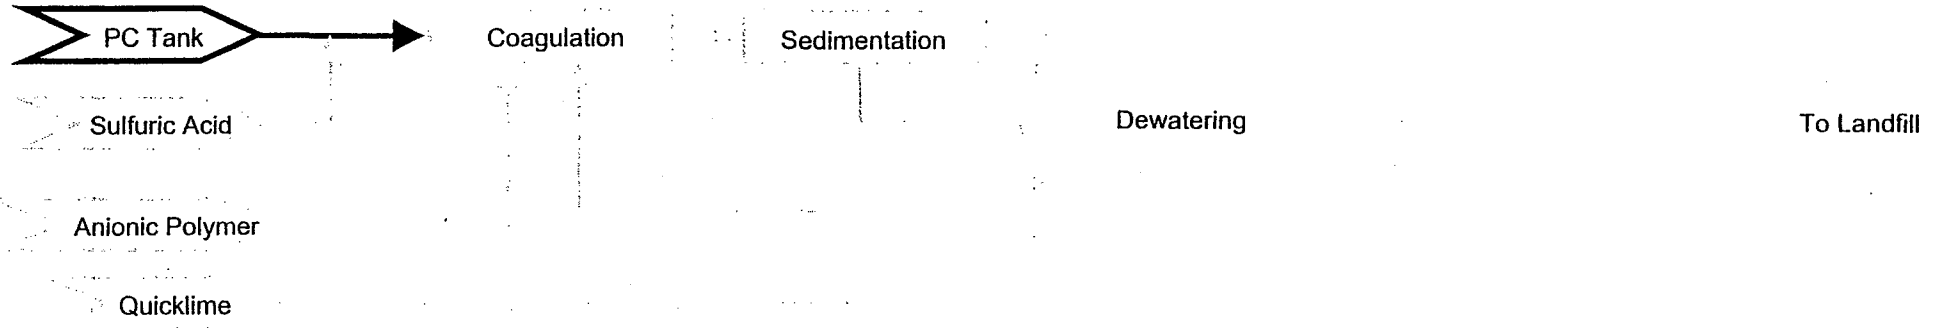 PC Tank
Coagulation
Sedimentation
Sulfuric Acid
Dewatering
To Landfill
Anionic Polymer
Quicklime